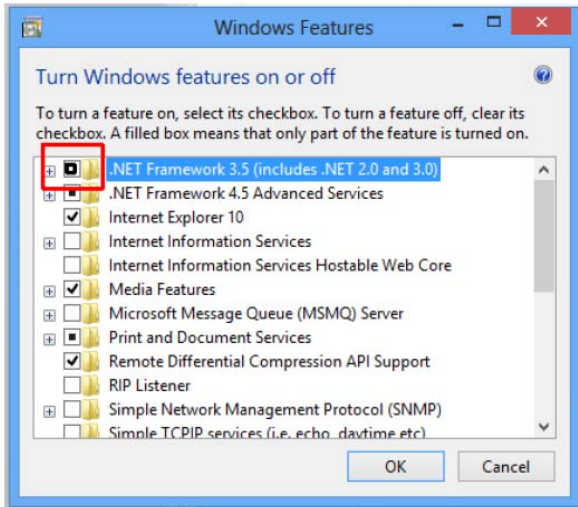 Windows Features
Turn Windows features on or off
To turn a feature on, select its checkbox. To turn a feature off, clear its
checkbox. A filled box means that only part of the feature is turned on.
.NET Framework 3.5 (includes .NET 2.0 and 3.0)
.NET Framework 4.5 Advanced Services
Internet Explorer 10
Internet Information Services
Internet Information Services Hostable Web Core
Media Features
Microsoft Message Queue (MSMQ) Server
Print and Document Services
Remote Differential Compression API Support
RIP Listener
Simple Network Management Protocol (SNMP)
Simple TCPIP services (i.e. echo, daytime etc)
OK Cancel